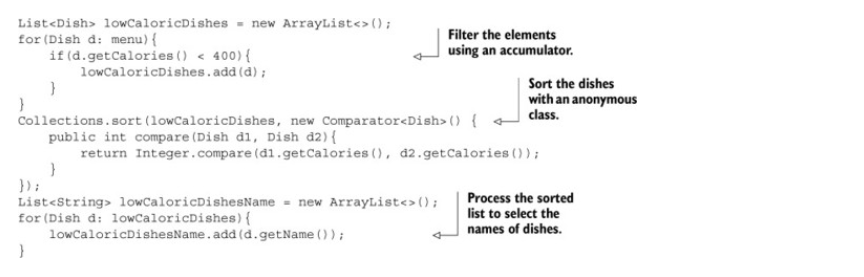 List<Dish> lowCaloricDishes = new ArrayList<>();
for(Dish d: menu){
    if(d.getCalories() < 400){
        lowCaloricDishes.add(d);
    }
}
Filter the elements
using an accumulator.
Collections.sort(lowCaloricDishes, new Comparator<Dish>() {
    public int compare(Dish d1, Dish d2){
        return Integer.compare(d1.getCalories(), d2.getCalories());
    }
});
Sort the dishes
with an anonymous
class.
List<String> lowCaloricDishesName = new ArrayList<>();
for(Dish d: lowCaloricDishes){
    lowCaloricDishesName.add(d.getName());
}
Process the sorted
list to select the
names of dishes.